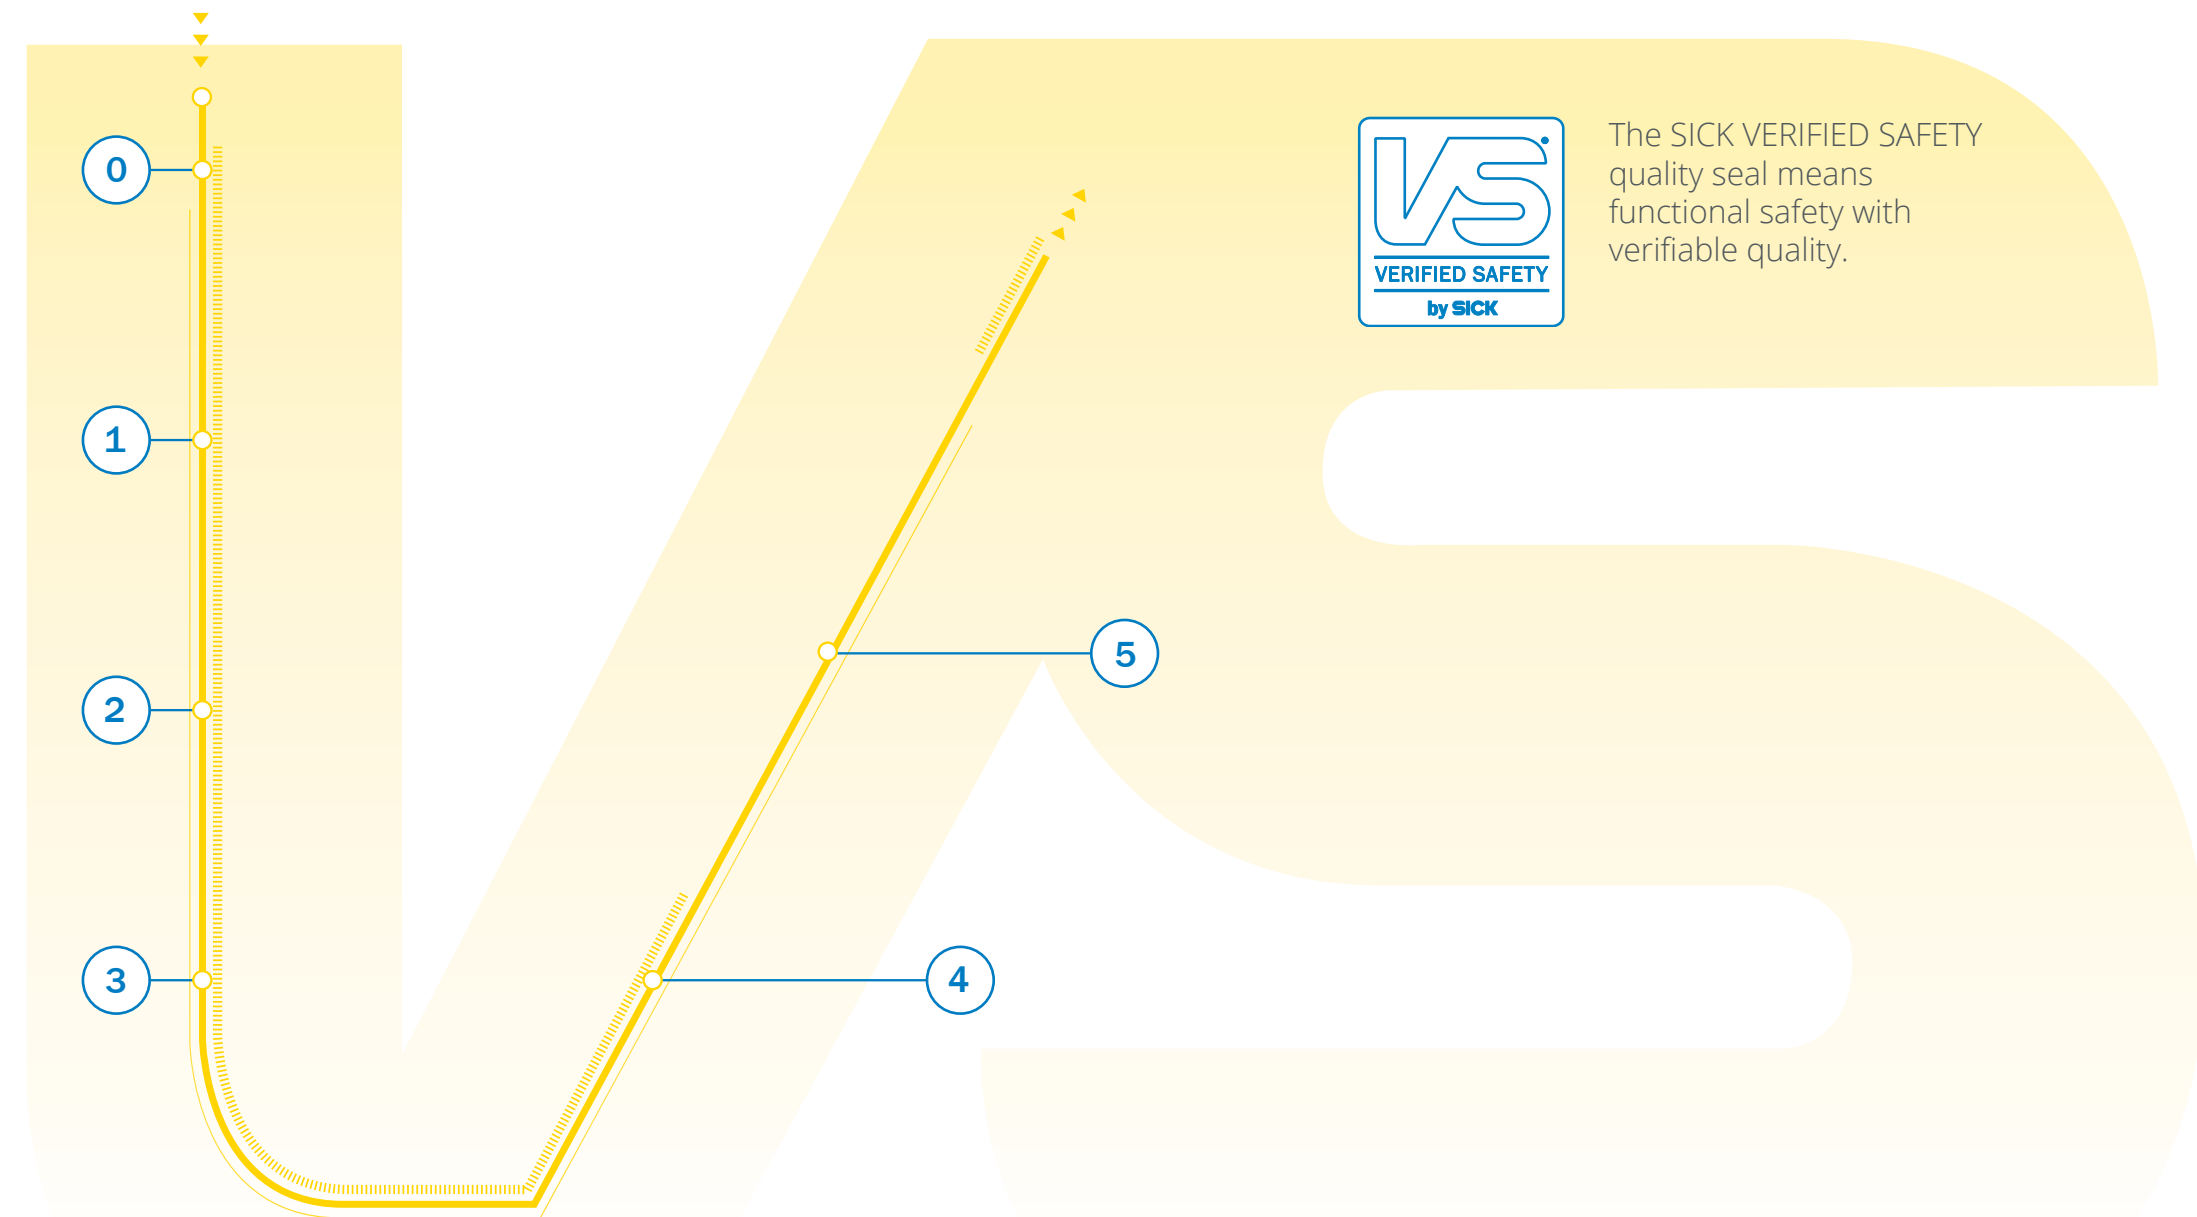 0
1
2
3
4
5
VS
VERIFIED SAFETY
by SICK
The SICK VERIFIED SAFETY
quality seal means
functional safety with
verifiable quality.